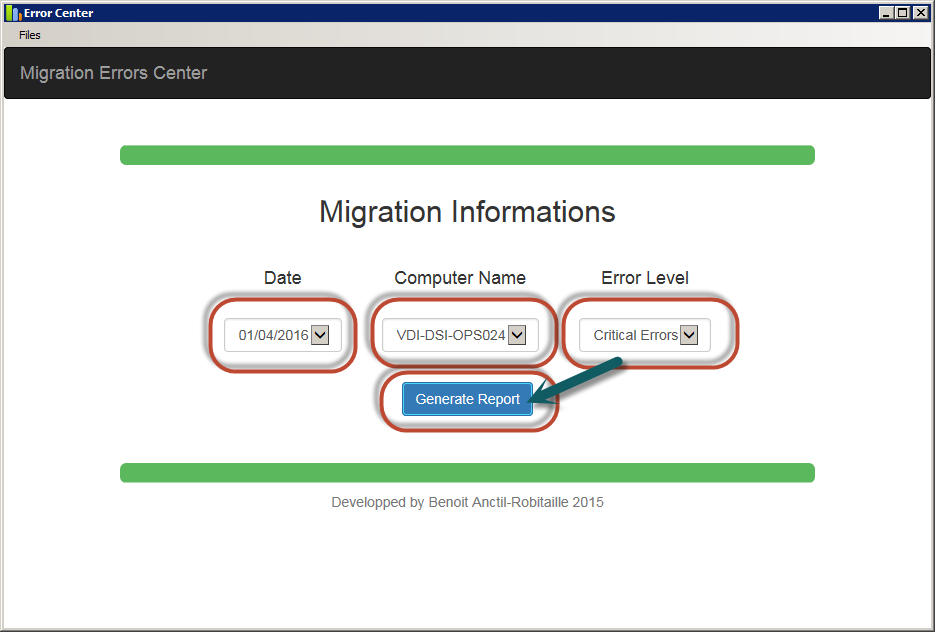 Error Center
Files
Migration Errors Center
Migration Informations
Date Computer Name Error Level
01/04/2016 VDI-DSI-OPS024 Critical Errors
Generate Report
Developped by Benoit Anctil-Robitaille 2015